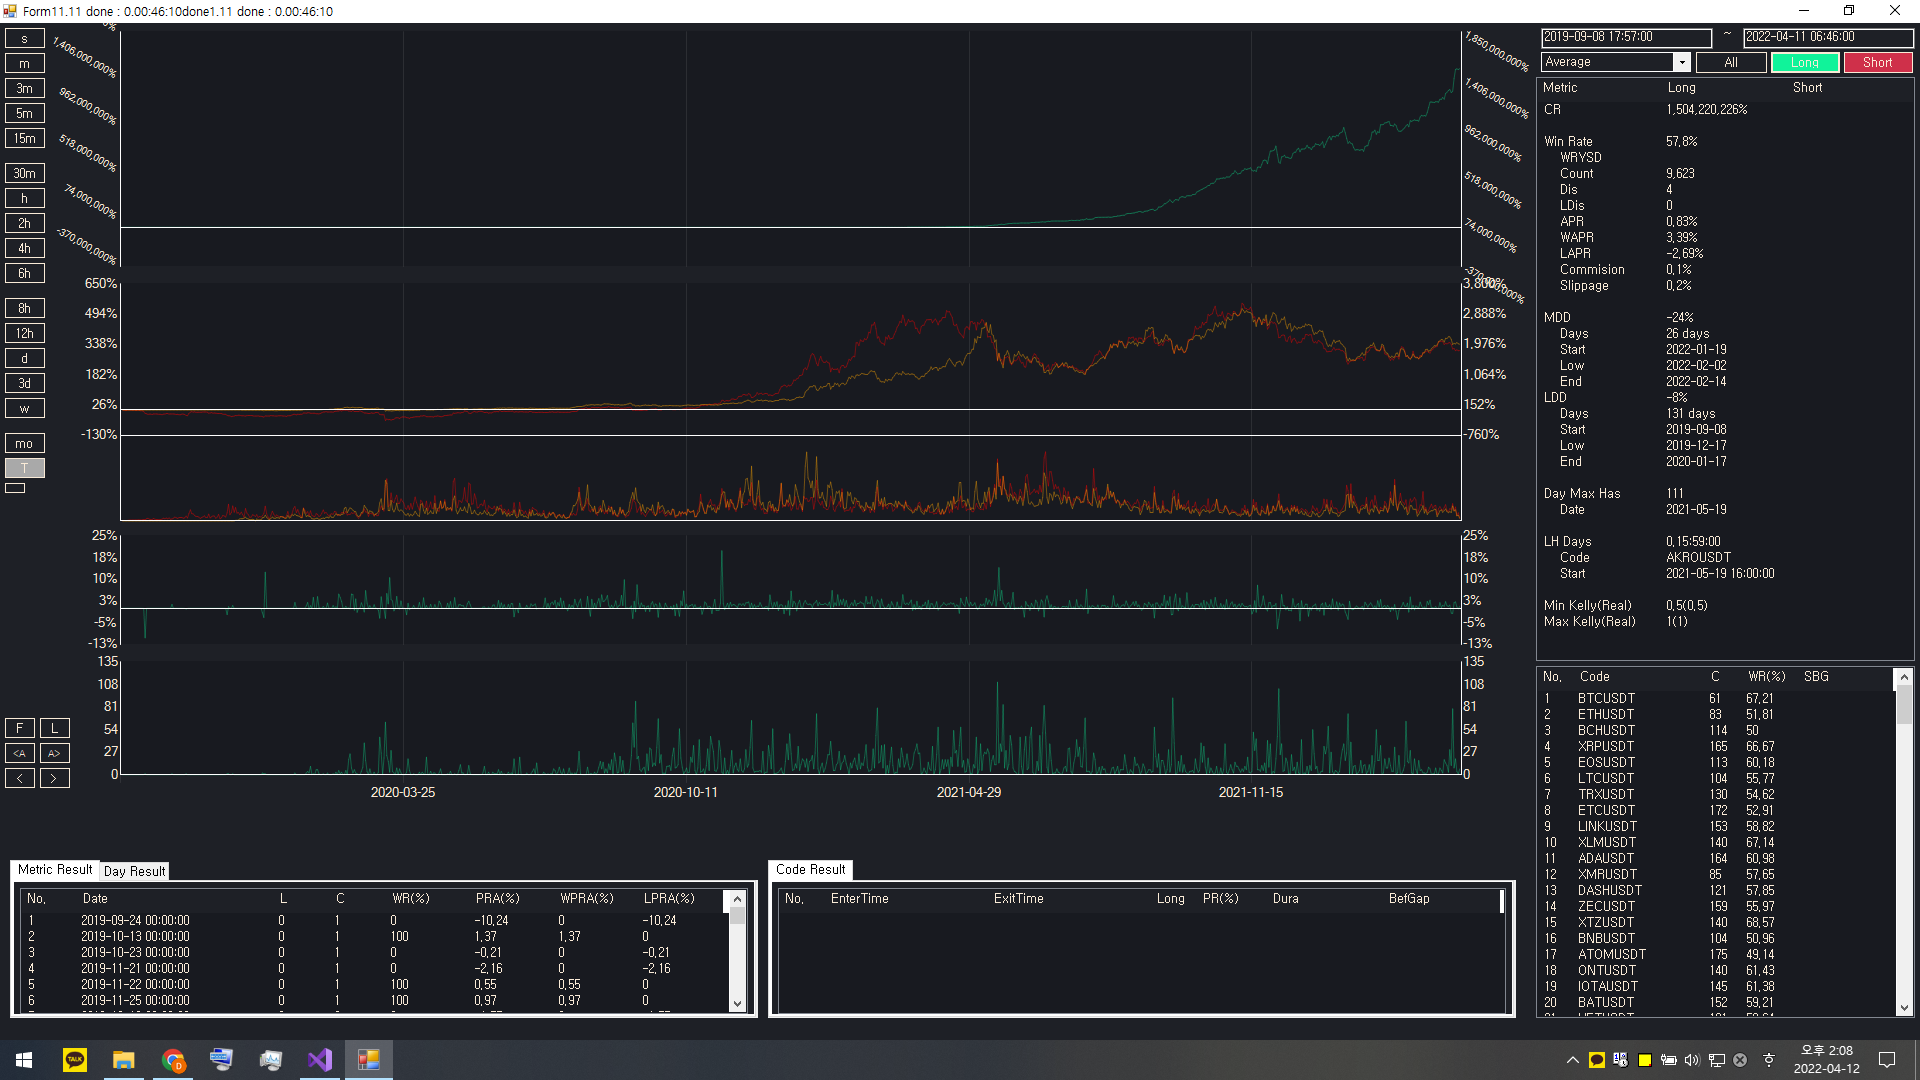 Form11.11 done : 0.00:46:10done1.11 done : 0.00:46:10
s
m
3m
5m
15m
30m
h
2h
4h
6h
8h
12h
d
3d
w
mo
T
F L
<A A>
< >
1,406,000,000%
962,000,000%
518,000,000%
74,000,000%
-370,000,000%
1,850,000,000%
1,406,000,000%
962,000,000%
518,000,000%
74,000,000%
-370,000,000%
650% 3,800%
494% 2,888%
338% 1,976%
182% 1,064%
26% 152%
-130% -760%
25% 25%
18% 18%
10% 10%
3% 3%
-5% -5%
-13% -13%
135 135
108 108
81 81
54 54
27 27
0 0
2020-03-25 2020-10-11 2021-04-29 2021-11-15
2019-09-08 17:57:00 ~ 2022-04-11 06:46:00
Average All Long Short
Metric Long Short
CR 1,504,220,226%
Win Rate 57.8%
WRYSD
Count 9,623
Dis 4
LDis 0
APR 0.83%
WAPR 3.39%
LAPR -2.69%
Commision 0.1%
Slippage 0.2%
MDD -24%
Days 26 days
Start 2022-01-19
Low 2022-02-02
End 2022-02-14
LDD -8%
Days 131 days
Start 2019-09-08
Low 2019-12-17
End 2020-01-17
Day Max Has 111
Date 2021-05-19
LH Days 0.15:59:00
Code AKROUSDT
Start 2021-05-19 16:00:00
Min Kelly(Real) 0.5(0.5)
Max Kelly(Real) 1(1)
No. Code C WR(%) SBG
1 BTCUSDT 61 67.21
2 ETHUSDT 83 51.81
3 BCHUSDT 114 50
4 XRPUSDT 165 66.67
5 EOSUSDT 113 60.18
6 LTCUSDT 104 55.77
7 TRXUSDT 130 54.62
8 ETCUSDT 172 52.91
9 LINKUSDT 153 58.82
10 XLMUSDT 140 67.14
11 ADAUSDT 164 60.98
12 XMRUSDT 85 57.65
13 DASHUSDT 121 57.85
14 ZECUSDT 159 55.97
15 XTZUSDT 140 68.57
16 BNBUSDT 104 50.96
17 ATOMUSDT 175 49.14
18 ONTUSDT 140 61.43
19 IOTAUSDT 145 61.38
20 BATUSDT 152 59.21
Metric Result Day Result
No. Date L C WR(%) PRA(%) WPRA(%) LPRA(%)
1 2019-09-24 00:00:00 0 1 0 -10.24 0 -10.24
2 2019-10-13 00:00:00 0 1 100 1.37 1.37 0
3 2019-10-23 00:00:00 0 1 0 -0.21 0 -0.21
4 2019-11-21 00:00:00 0 1 0 -2.16 0 -2.16
5 2019-11-22 00:00:00 0 1 100 0.55 0.55 0
6 2019-11-25 00:00:00 0 1 100 0.97 0.97 0
Code Result
No. EnterTime ExitTime Long PR(%) Dura BefGap
TALK
오후 2:08
2022-04-12